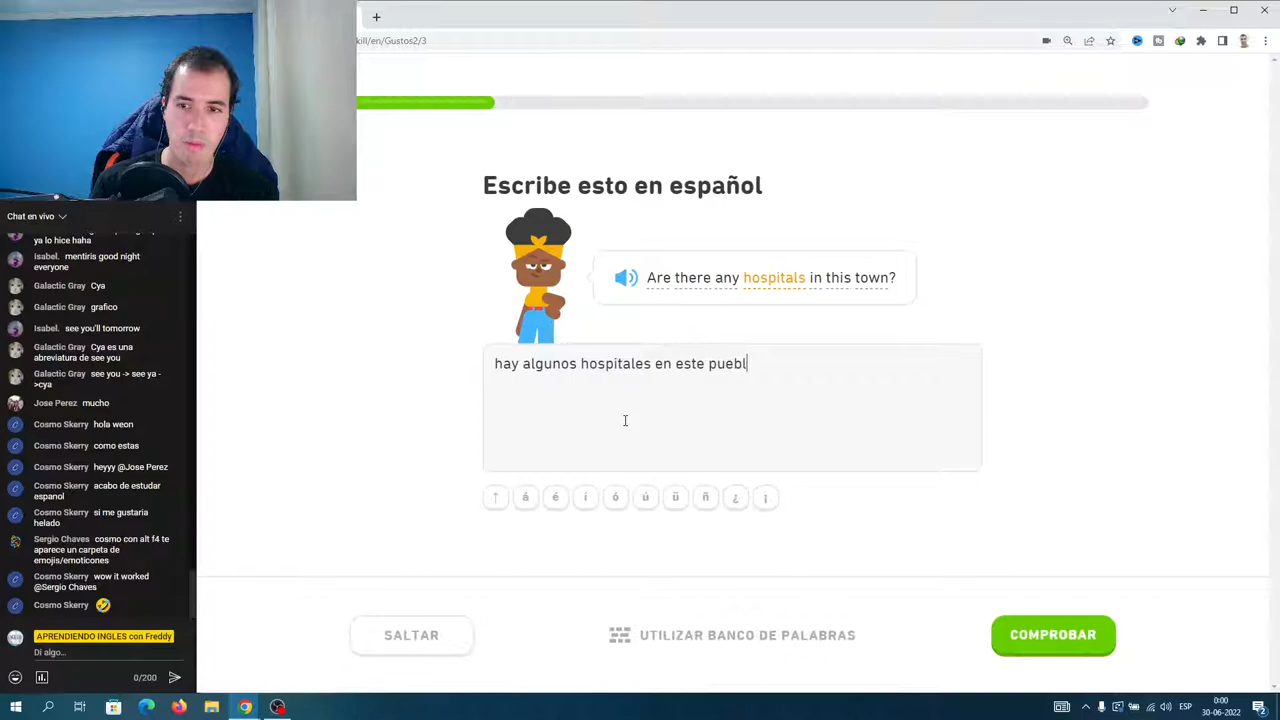 kill/en/Gustos2/3
Escribe esto en español
Are there any hospitals in this town?
hay algunos hospitales en este puebl
↑ á é í ó ú ü ñ ¿ ¡
SALTAR
UTILIZAR BANCO DE PALABRAS
COMPROBAR
Chat en vivo
ya lo hice haha
Isabel. mentiris good night
everyone
Galactic Gray Cya
Galactic Gray grafico
Isabel. see you'll tomorrow
Galactic Gray Cya es una
abreviatura de see you
Galactic Gray see you -> see ya -
>cya
Jose Perez mucho
Cosmo Skerry hola weon
Cosmo Skerry como estas
Cosmo Skerry heyyy @Jose Perez
Cosmo Skerry acabo de estudar
espanol
Cosmo Skerry si me gustaria
helado
Sergio Chaves cosmo con alt f4 te
aparece un carpeta de
emojis/emoticones
Cosmo Skerry wow it worked
@Sergio Chaves
Cosmo Skerry 🤣
APRENDIENDO INGLES con Freddy
Di algo...
0/200
ESP
0:00
30-06-2022
2